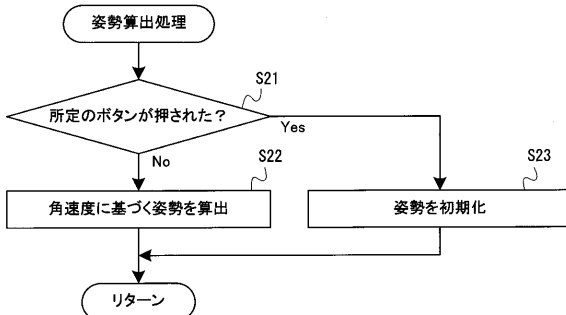 姿勢算出処理
S21
所定のボタンが押された?
Yes
No
S22
S23
角速度に基づく姿勢を算出
姿勢を初期化
リターン